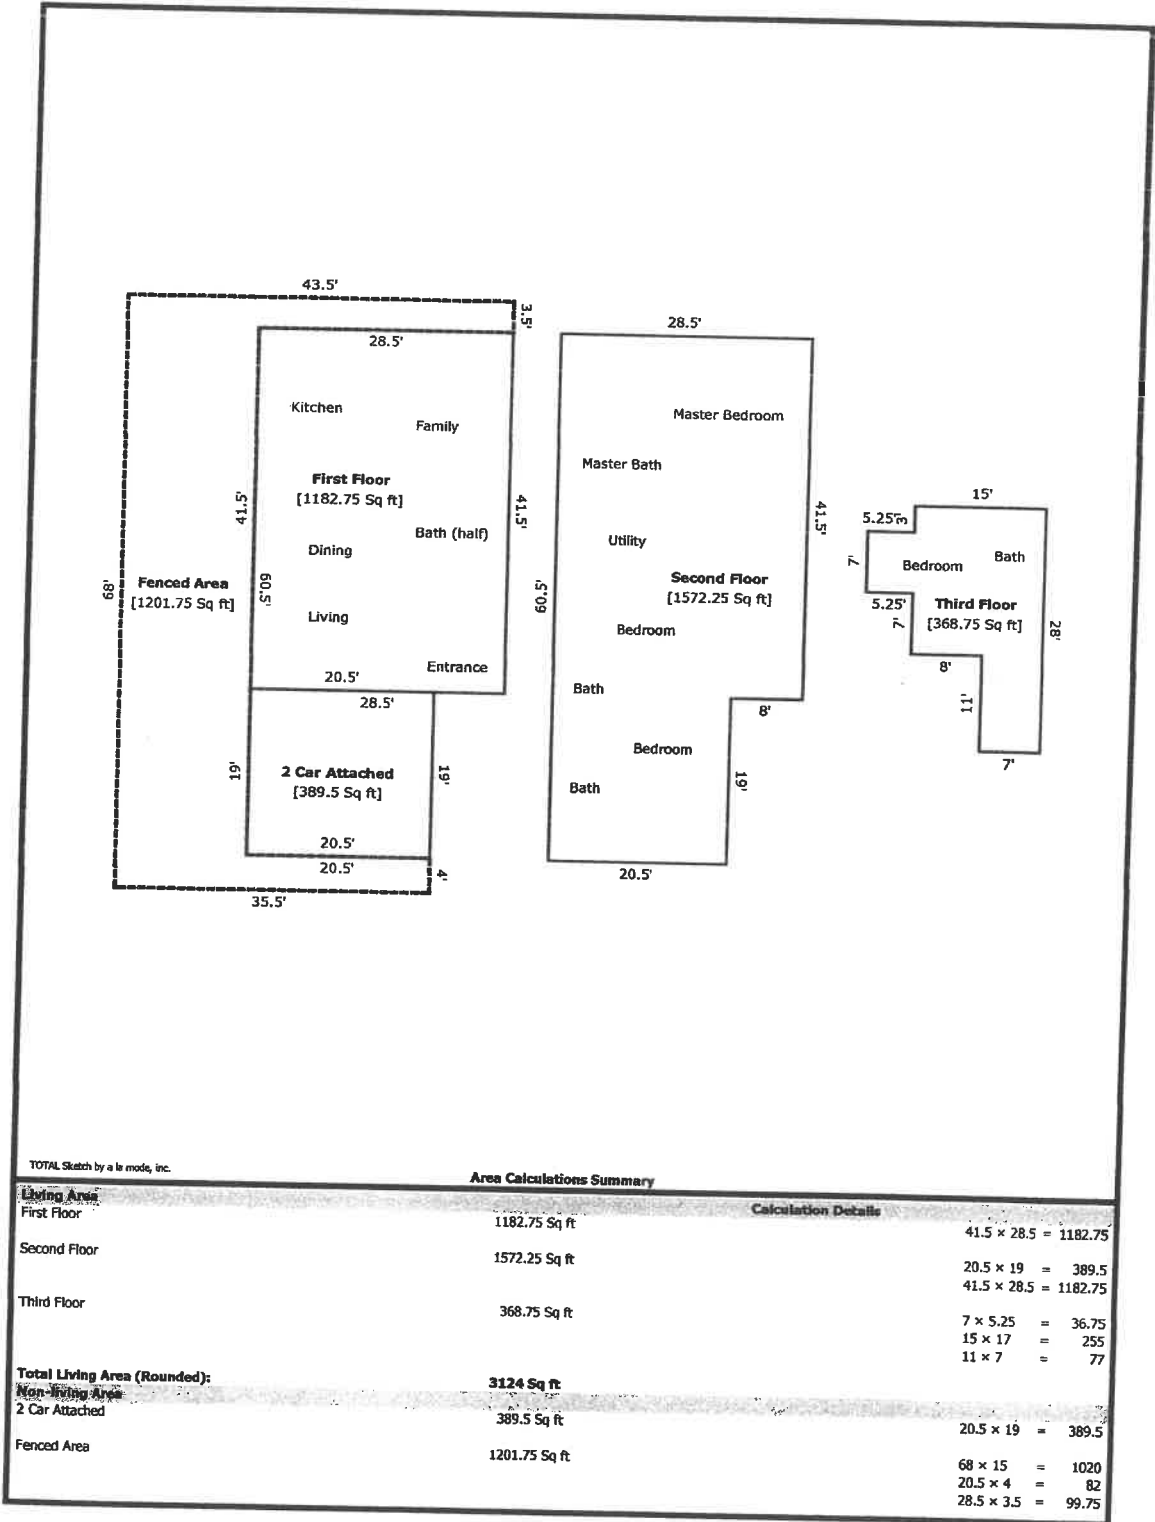 43.5'
3.5'
28.5'
28.5'
Kitchen
Family
Master Bedroom
First Floor
[1182.75 Sq ft]
Master Bath
41.5'
41.5'
41.5'
15'
5.25'
3'
Bath (half)
Utility
Dining
Bedroom
Bath
7'
68'
Fenced Area
[1201.75 Sq ft]
60.5'
60.5'
Second Floor
[1572.25 Sq ft]
5.25'
Third Floor
[368.75 Sq ft]
7'
28'
Living
Bedroom
Entrance
8'
20.5'
28.5'
Bath
8'
11'
Bedroom
7'
19'
2 Car Attached
[389.5 Sq ft]
19'
19'
Bath
20.5'
20.5'
4'
20.5'
35.5'
TOTAL Sketch by a la mode, inc.
Area Calculations Summary
Living Area
Calculation Details
First Floor
1182.75 Sq ft
41.5 × 28.5 = 1182.75
Second Floor
1572.25 Sq ft
20.5 × 19 = 389.5
41.5 × 28.5 = 1182.75
Third Floor
368.75 Sq ft
7 × 5.25 = 36.75
15 × 17 = 255
11 × 7 = 77
Total Living Area (Rounded):
3124 Sq ft
Non-living Area
2 Car Attached
389.5 Sq ft
20.5 × 19 = 389.5
Fenced Area
1201.75 Sq ft
68 × 15 = 1020
20.5 × 4 = 82
28.5 × 3.5 = 99.75